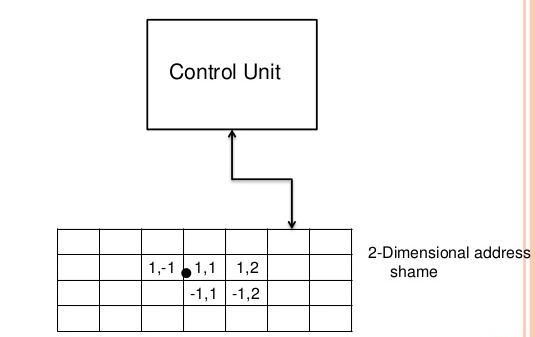 Control Unit
2-Dimensional address
shame
1,-1 1,1 1,2
-1,1 -1,2